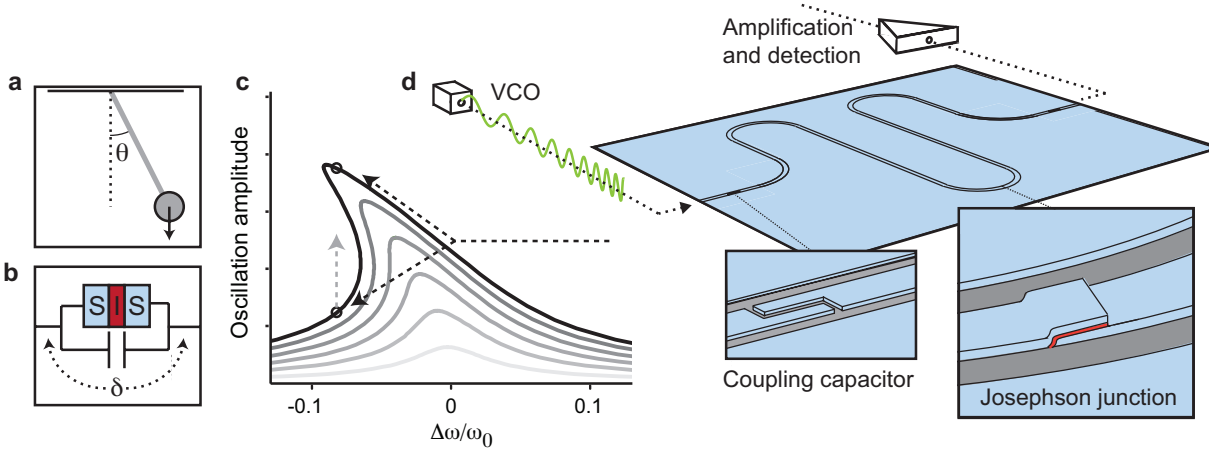 a
θ
b
S I S
δ
c
Oscillation amplitude
-0.1
0
0.1
Δω/ω0
d
VCO
Amplification
and detection
Coupling capacitor
Josephson junction